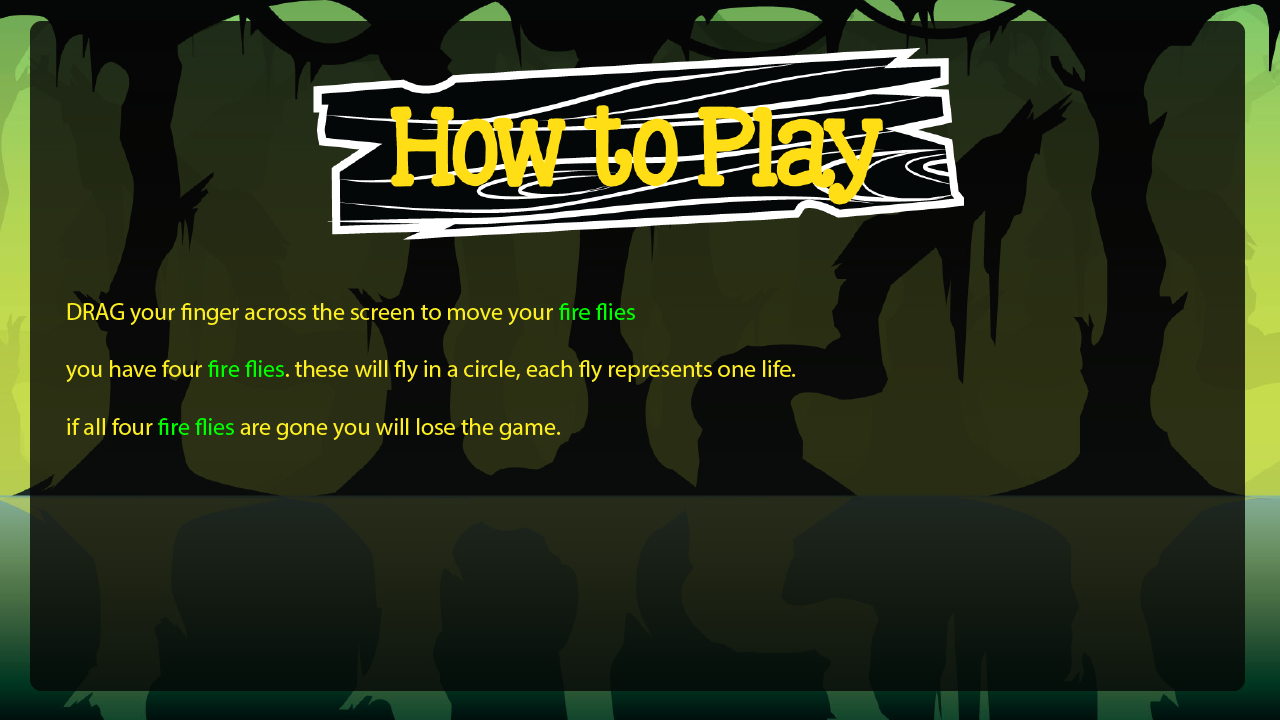 How to Play
DRAG your finger across the screen to move your fire flies
you have four fire flies. these will fly in a circle, each fly represents one life.
if all four fire flies are gone you will lose the game.